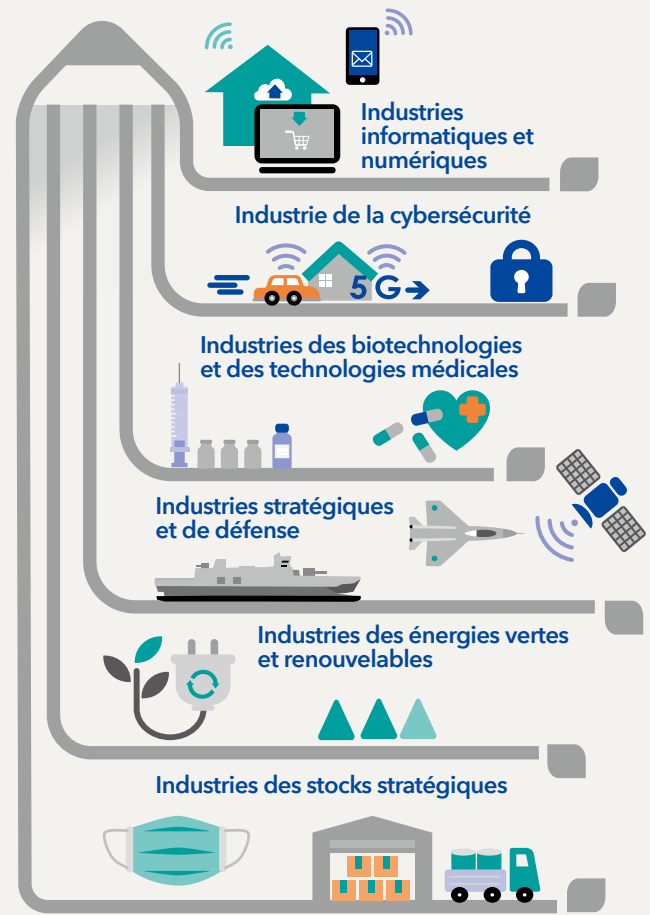 Industries
informatiques et
numériques
Industrie de la cybersécurité
5 G
Industries des biotechnologies
et des technologies médicales
Industries stratégiques
et de défense
Industries des énergies vertes
et renouvelables
Industries des stocks stratégiques